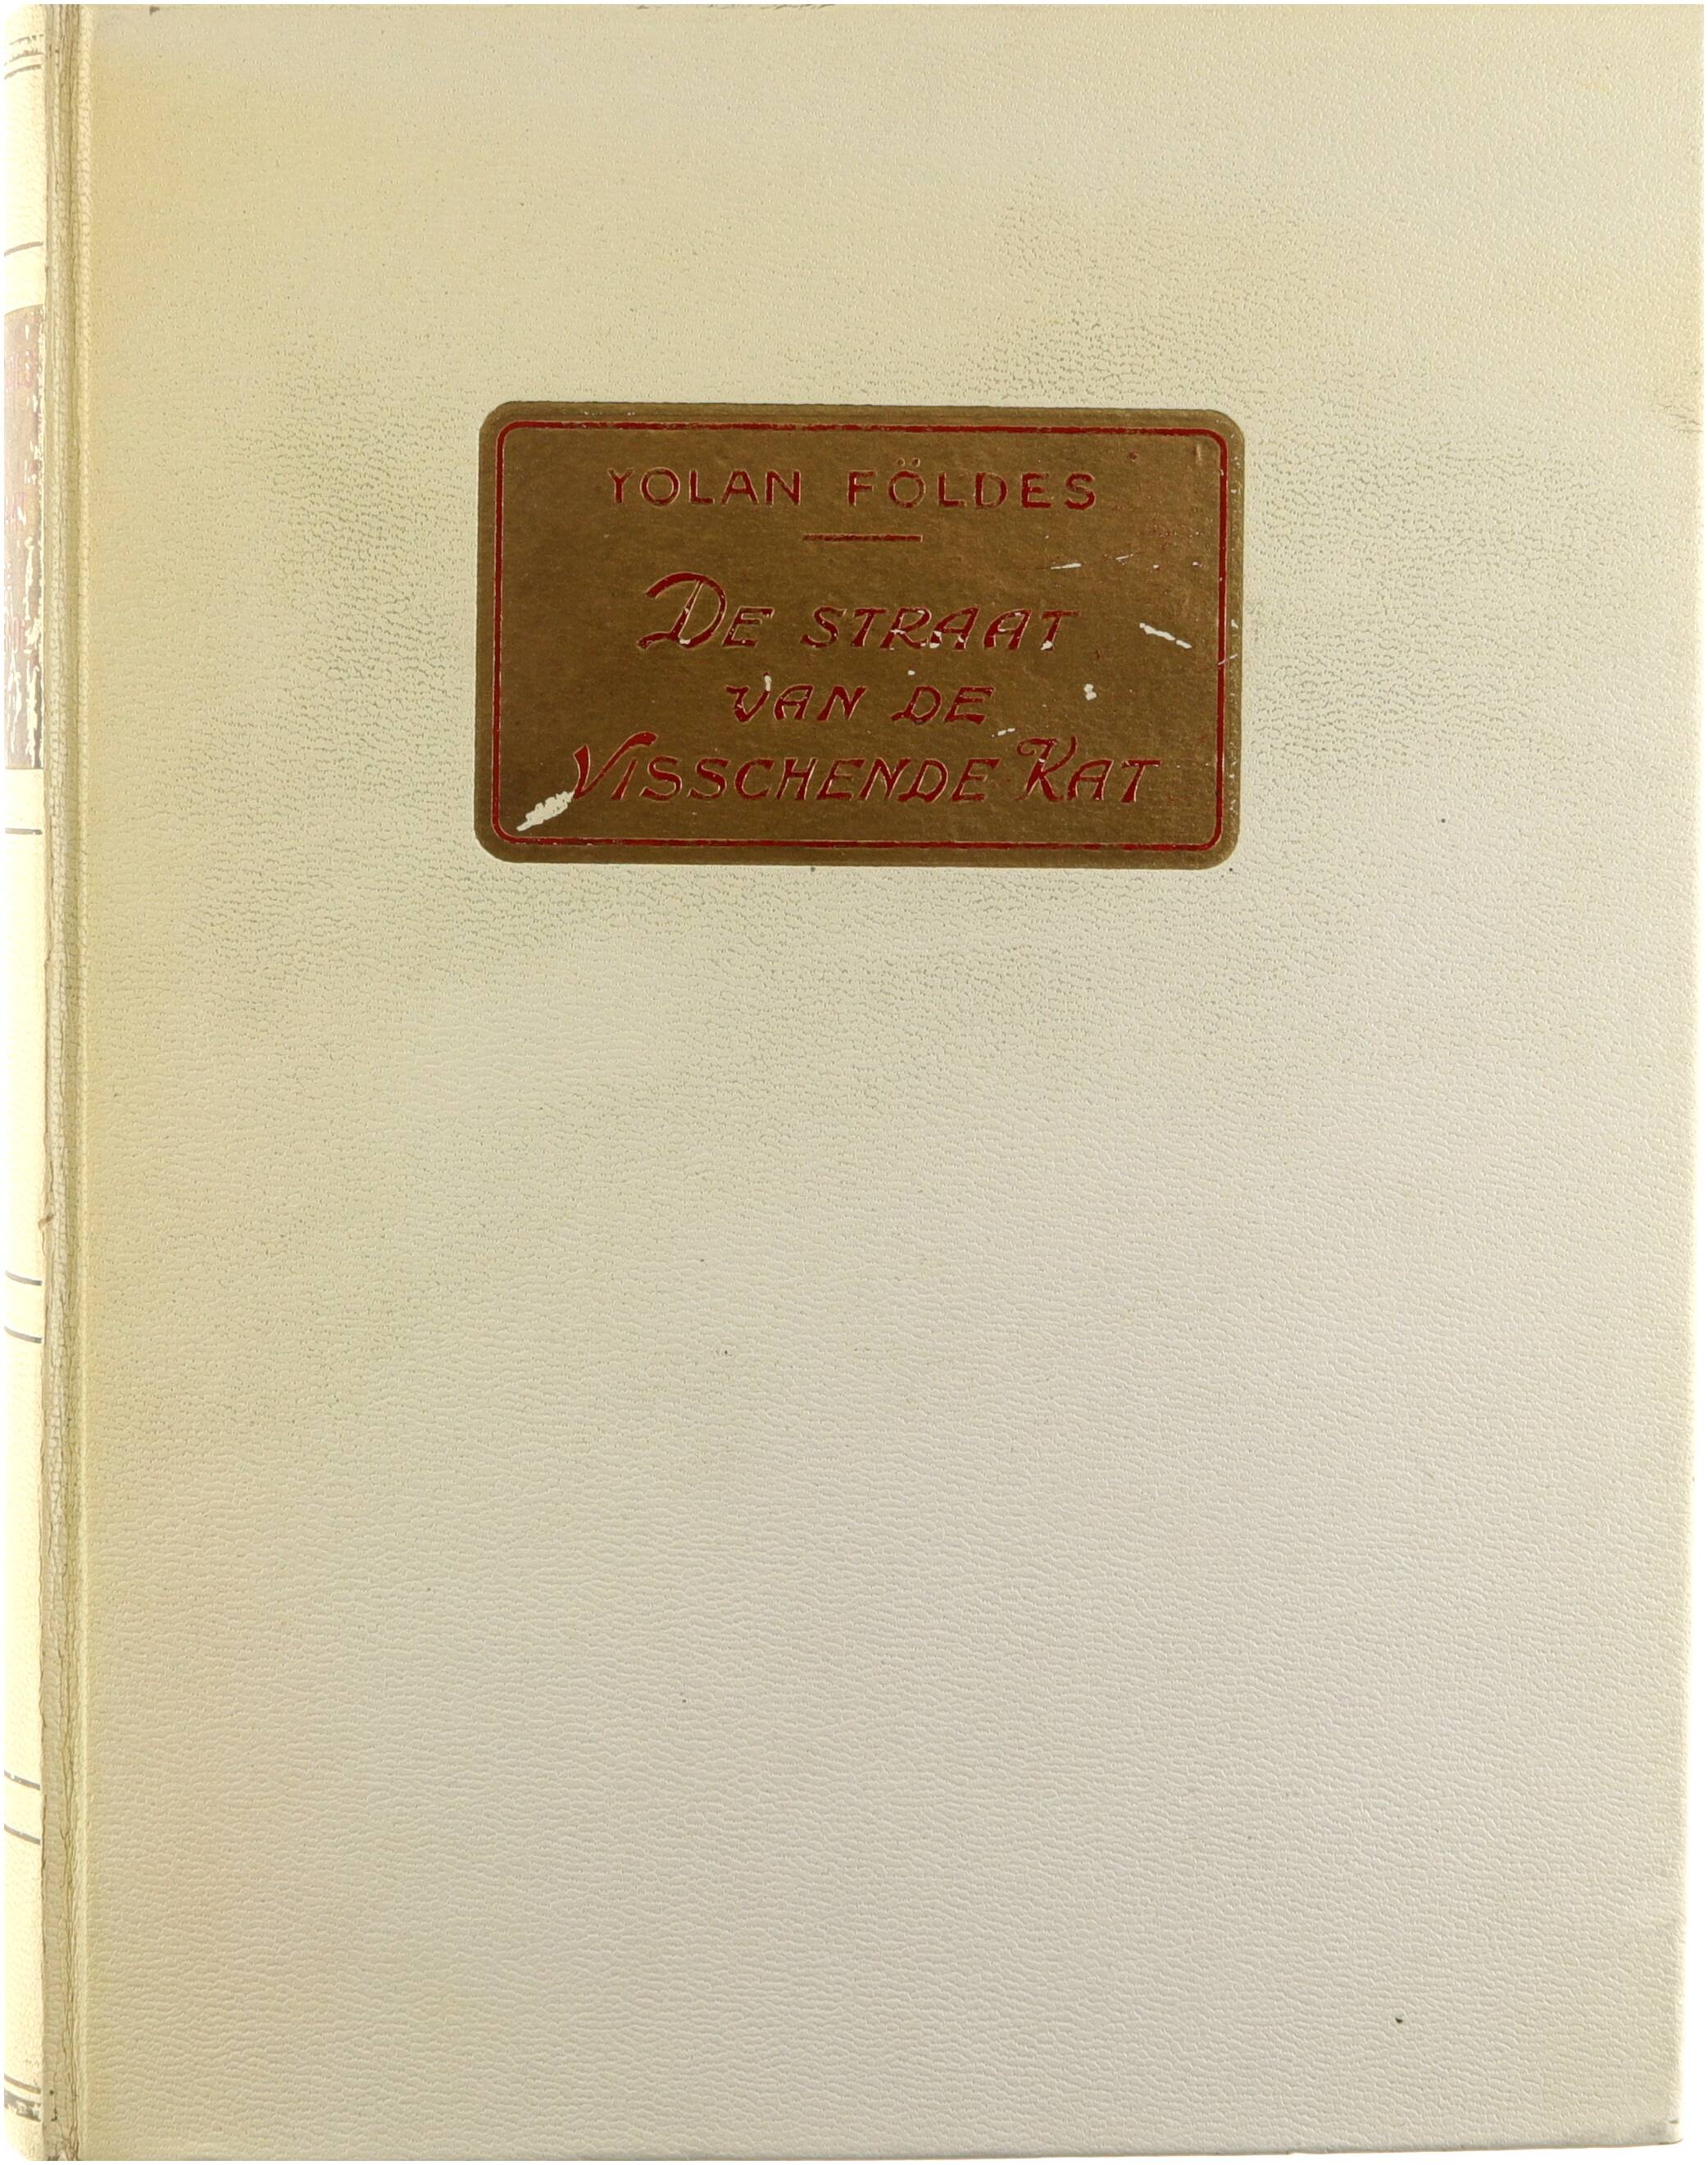 YOLAN FÖLDES
DE STRAAT
VAN DE
VISSCHENDE KAT